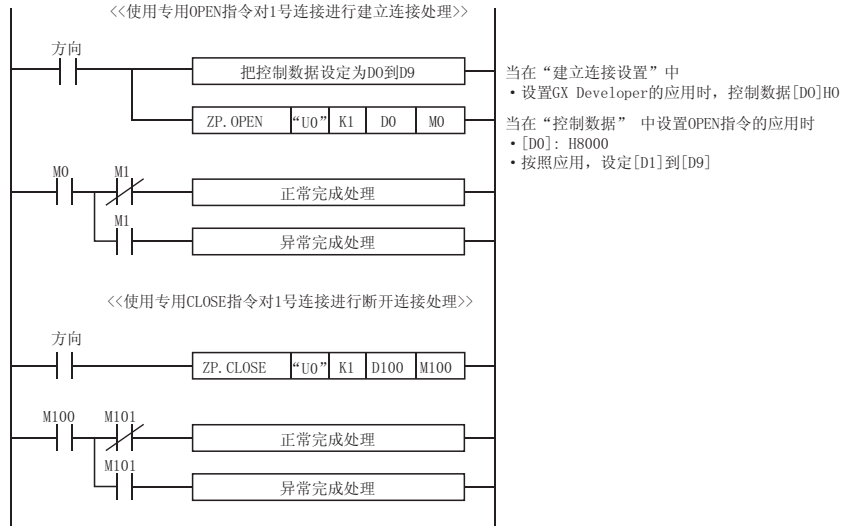 <<使用专用OPEN指令对1号连接进行建立连接处理>>
方向
把控制数据设定为D0到D9
当在“建立连接设置”中
·设置GX Developer的应用时, 控制数据[D0]H0
ZP.OPEN “U0” K1 D0 M0
当在“控制数据” 中设置OPEN指令的应用时
·[D0]: H8000
·按照应用, 设定[D1]到[D9]
M0 M1
正常完成处理
M1
异常完成处理
<<使用专用CLOSE指令对1号连接进行断开连接处理>>
方向
ZP.CLOSE “U0” K1 D100 M100
M100 M101
正常完成处理
M101
异常完成处理